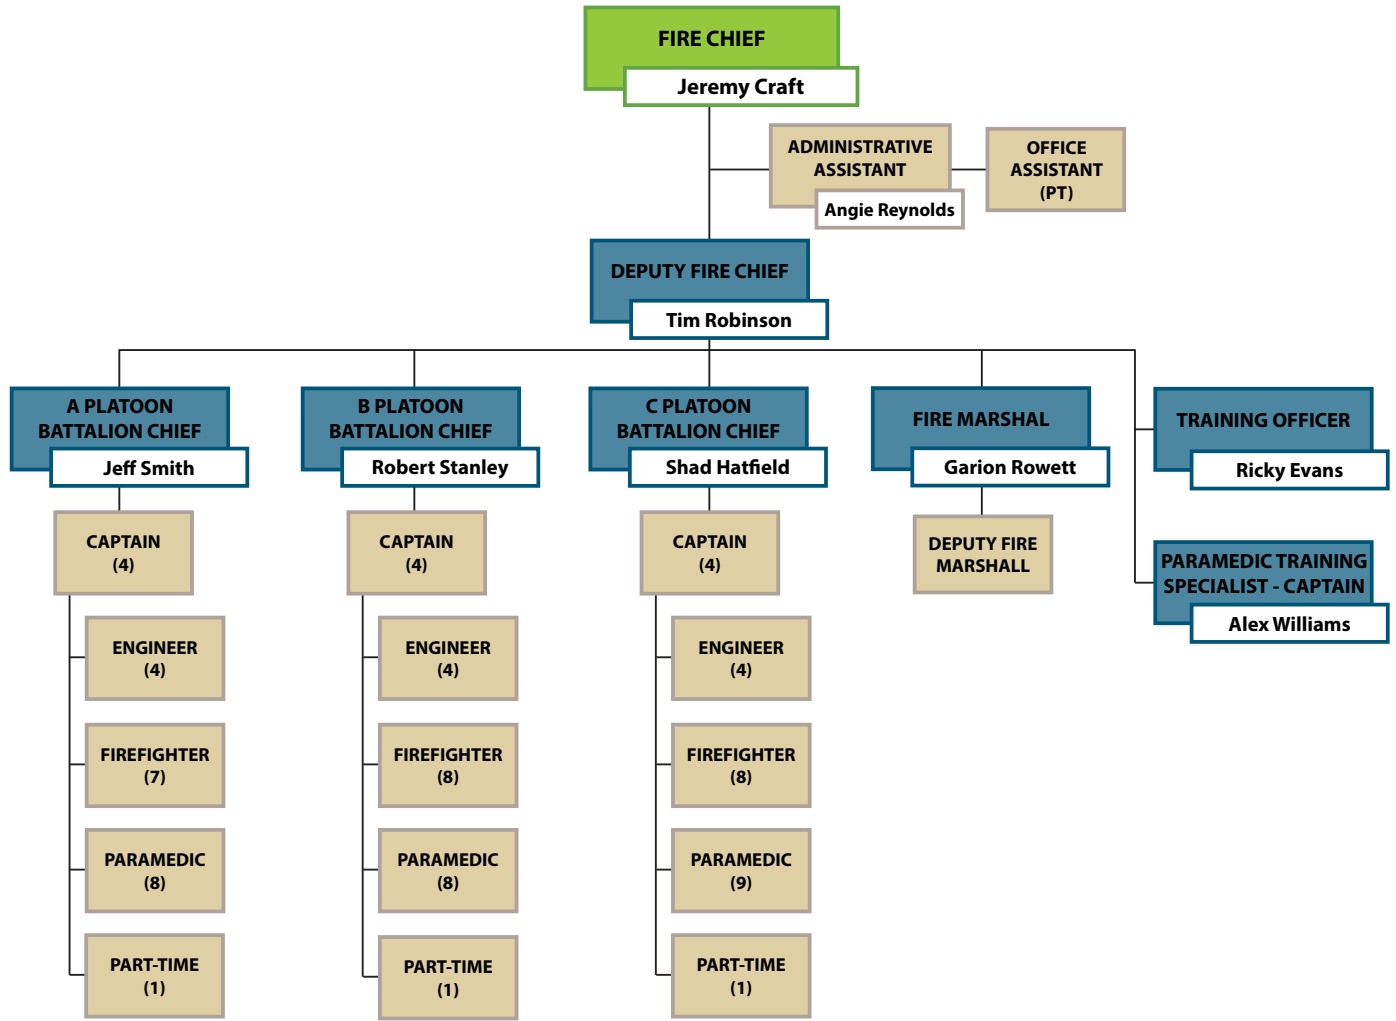 FIRE CHIEF
Jeremy Craft
ADMINISTRATIVE
ASSISTANT
Angie Reynolds
OFFICE
ASSISTANT
(PT)
DEPUTY FIRE CHIEF
Tim Robinson
A PLATOON
BATTALION CHIEF
Jeff Smith
B PLATOON
BATTALION CHIEF
Robert Stanley
C PLATOON
BATTALION CHIEF
Shad Hatfield
FIRE MARSHAL
Garion Rowett
TRAINING OFFICER
Ricky Evans
CAPTAIN
(4)
CAPTAIN
(4)
CAPTAIN
(4)
DEPUTY FIRE
MARSHALL
PARAMEDIC TRAINING
SPECIALIST - CAPTAIN
Alex Williams
ENGINEER
(4)
ENGINEER
(4)
ENGINEER
(4)
FIREFIGHTER
(7)
FIREFIGHTER
(8)
FIREFIGHTER
(8)
PARAMEDIC
(8)
PARAMEDIC
(8)
PARAMEDIC
(9)
PART-TIME
(1)
PART-TIME
(1)
PART-TIME
(1)